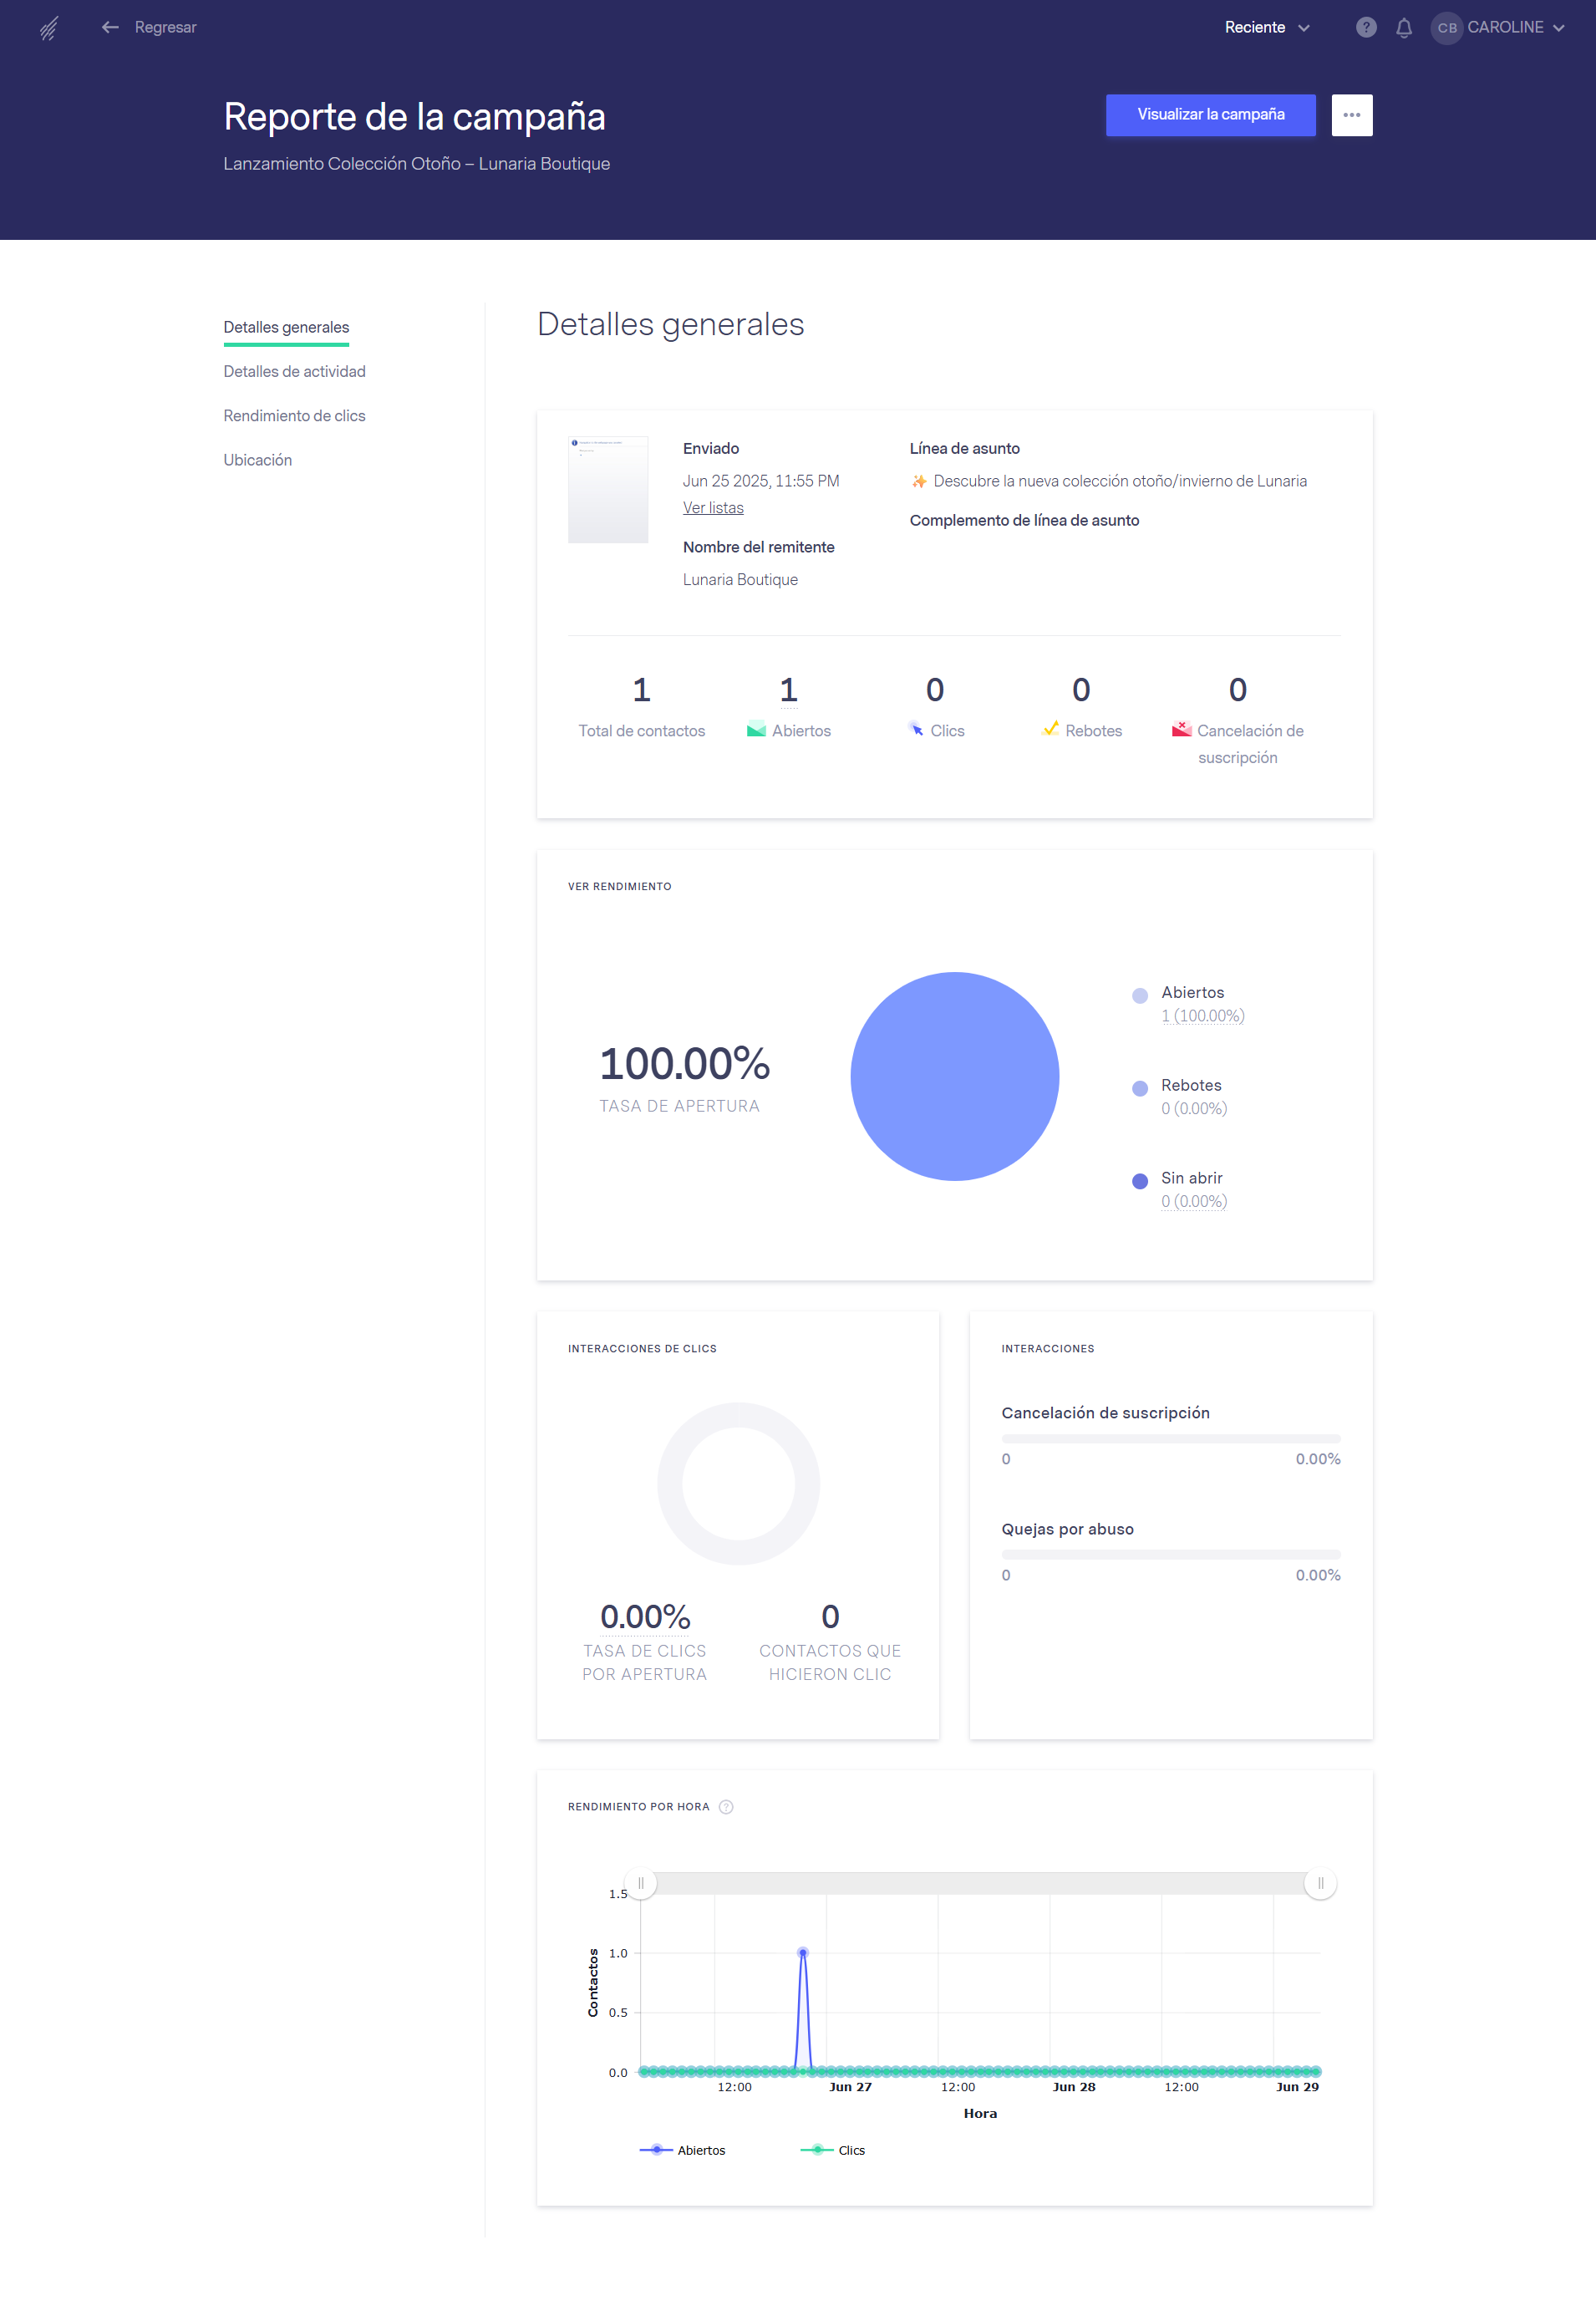 Regresar
Reciente
?
CB CAROLINE
Reporte de la campaña
Visualizar la campaña
Lanzamiento Colección Otoño – Lunaria Boutique
Detalles generales
Detalles de actividad
Rendimiento de clics
Ubicación
Detalles generales
Enviado
Jun 25 2025, 11:55 PM
Ver listas
Nombre del remitente
Lunaria Boutique
Línea de asunto
✨ Descubre la nueva colección otoño/invierno de Lunaria
Complemento de línea de asunto
1
Total de contactos
1
Abiertos
0
Clics
0
Rebotes
0
Cancelación de
suscripción
VER RENDIMIENTO
100.00%
TASA DE APERTURA
Abiertos
1 (100.00%)
Rebotes
0 (0.00%)
Sin abrir
0 (0.00%)
INTERACCIONES DE CLICS
0.00%
TASA DE CLICS
POR APERTURA
0
CONTACTOS QUE
HICIERON CLIC
INTERACCIONES
Cancelación de suscripción
0 0.00%
Quejas por abuso
0 0.00%
RENDIMIENTO POR HORA ?
Contactos
1.5
1.0
0.5
0.0
12:00 Jun 27 12:00 Jun 28 12:00 Jun 29
Hora
Abiertos Clics